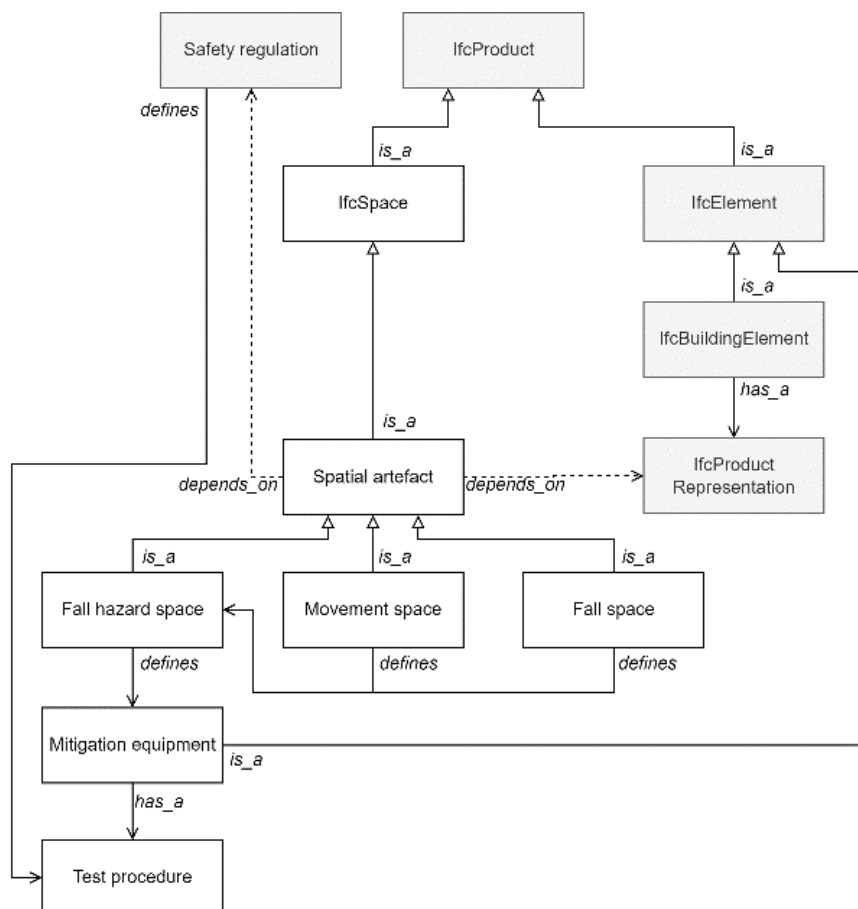 Safety regulation
IfcProduct
defines
is_a
is_a
IfcSpace
IfcElement
is_a
IfcBuildingElement
has_a
is_a
Spatial artefact
IfcProduct
Representation
depends_on
depends_on
is_a
is_a
is_a
Fall hazard space
Movement space
Fall space
defines
defines
defines
Mitigation equipment
is_a
has_a
Test procedure